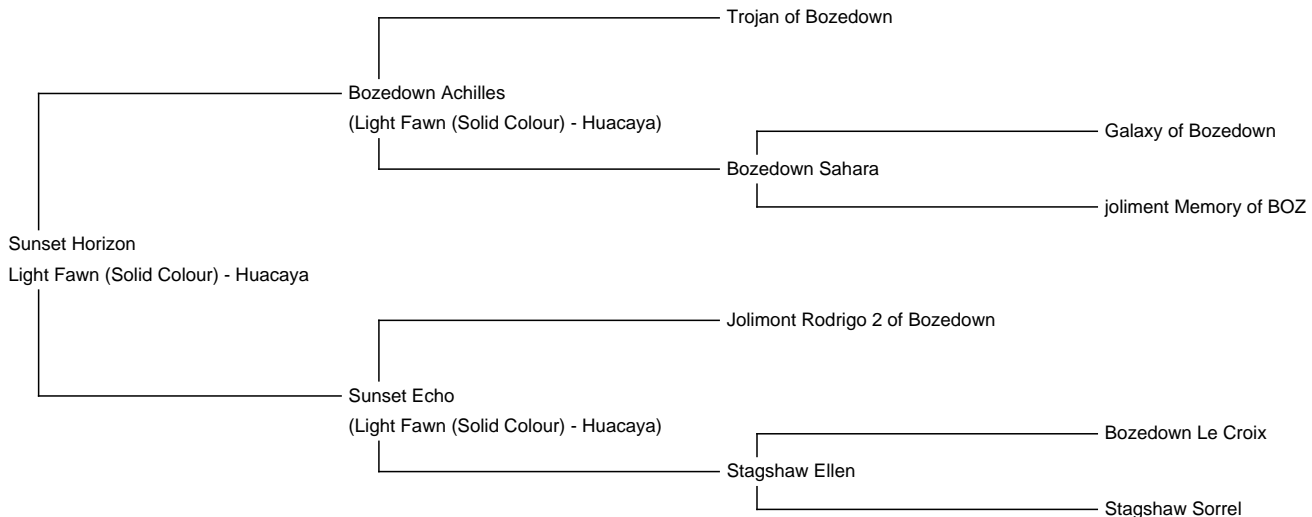 Trojan of Bozedown
Bozedown Achilles
(Light Fawn (Solid Colour) - Huacaya)
Galaxy of Bozedown
Bozedown Sahara
joliment Memory of BOZ
Sunset Horizon
Light Fawn (Solid Colour) - Huacaya
Jolimont Rodrigo 2 of Bozedown
Sunset Echo
(Light Fawn (Solid Colour) - Huacaya)
Bozedown Le Croix
Stagshaw Ellen
Stagshaw Sorrel